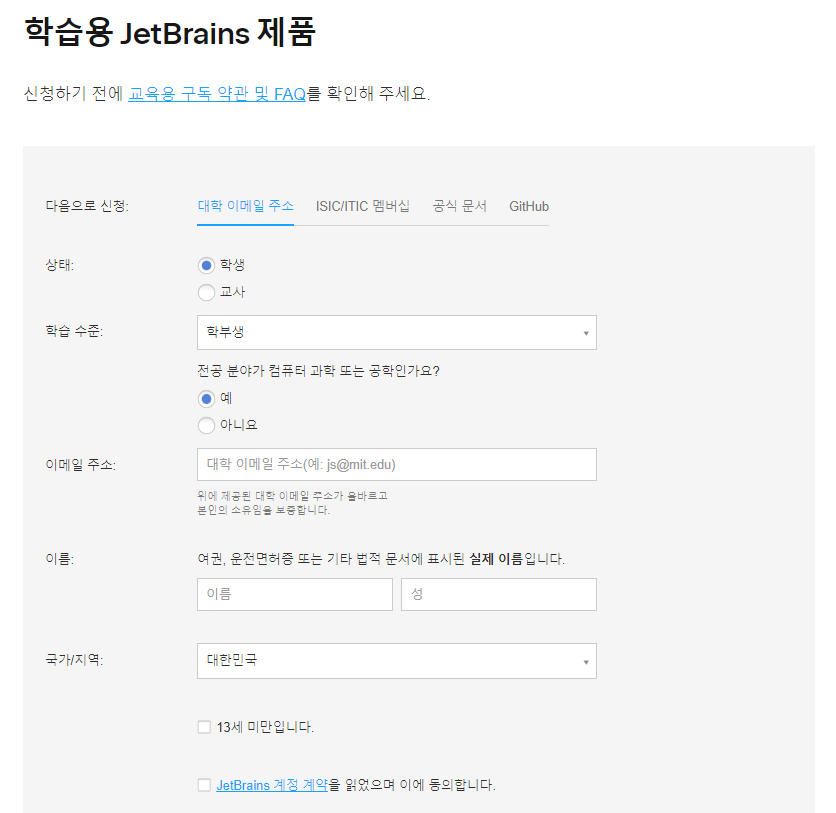 학습용 JetBrains 제품
신청하기 전에 교육용 구독 약관 및 FAQ를 확인해 주세요.
다음으로 신청: 대학 이메일 주소 ISIC/ITIC 멤버십 공식 문서 GitHub
상태: 학생
교사
학습 수준: 학부생
전공 분야가 컴퓨터 과학 또는 공학인가요?
예
아니요
이메일 주소: 대학 이메일 주소(예: js@mit.edu)
위에 제공된 대학 이메일 주소가 올바르고
본인의 소유임을 보증합니다.
이름: 여권, 운전면허증 또는 기타 법적 문서에 표시된 실제 이름입니다.
이름 성
국가/지역: 대한민국
13세 미만입니다.
JetBrains 계정 계약을 읽었으며 이에 동의합니다.